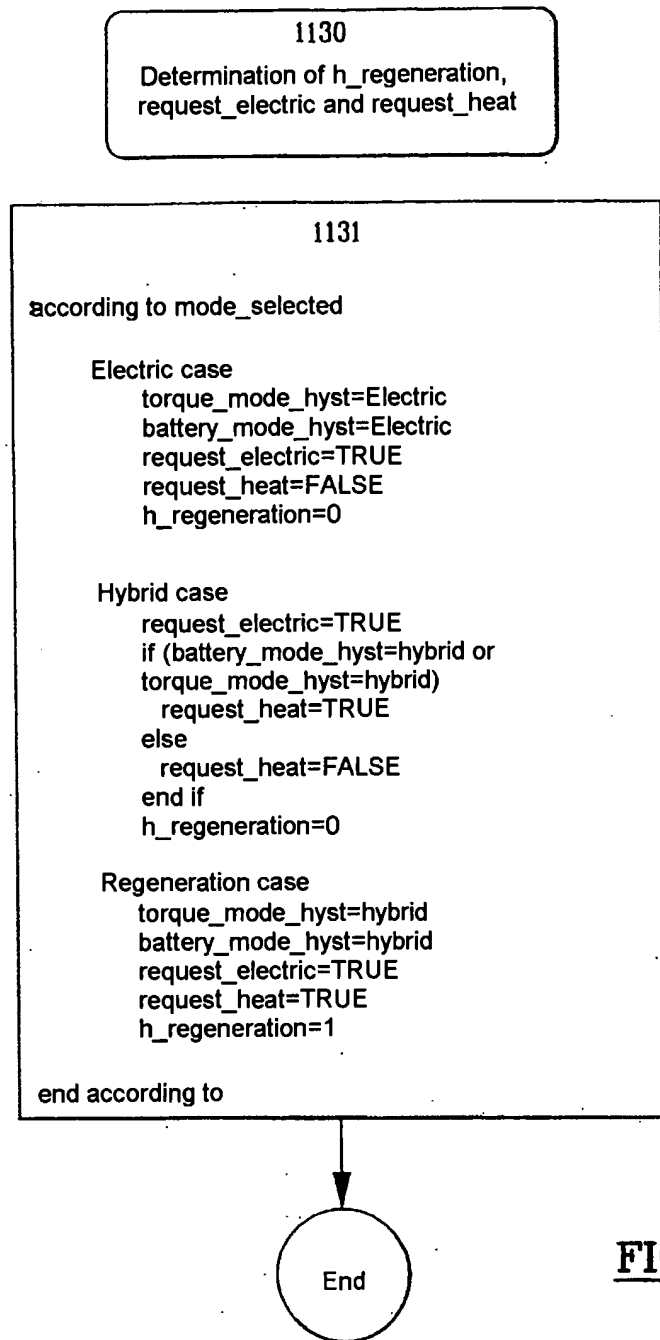 1130
Determination of h_regeneration,
request_electric and request_heat
1131
according to mode_selected
Electric case
torque_mode_hyst=Electric
battery_mode_hyst=Electric
request_electric=TRUE
request_heat=FALSE
h_regeneration=0
Hybrid case
request_electric=TRUE
if (battery_mode_hyst=hybrid or
torque_mode_hyst=hybrid)
request_heat=TRUE
else
request_heat=FALSE
end if
h_regeneration=0
Regeneration case
torque_mode_hyst=hybrid
battery_mode_hyst=hybrid
request_electric=TRUE
request_heat=TRUE
h_regeneration=1
end according to
End